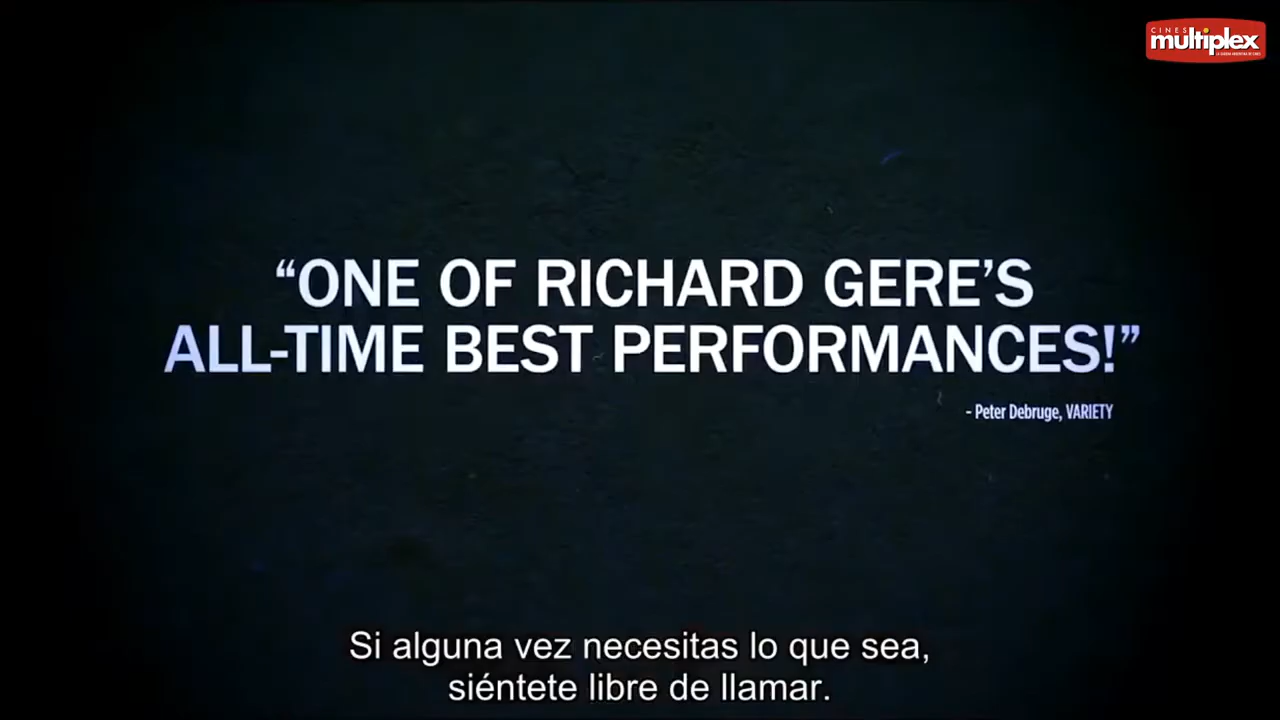 CINES
multiplex
“ONE OF RICHARD GERE’S
ALL-TIME BEST PERFORMANCES!”
- Peter Debruge, VARIETY
Si alguna vez necesitas lo que sea,
siéntete libre de llamar.